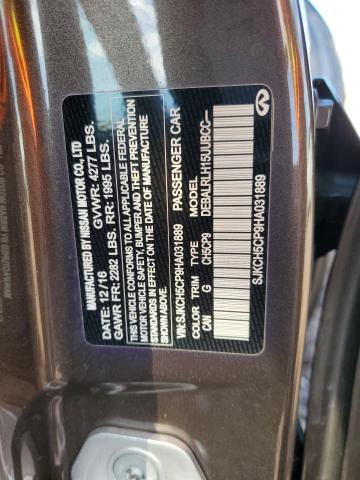 MANUFACTURED BY NISSAN MOTOR CO., LTD
DATE: 12/16 GVWR: 4277 LBS.
GAWR FR: 2282 LBS. RR: 1995 LBS.
THIS VEHICLE CONFORMS TO ALL APPLICABLE FEDERAL
MOTOR VEHICLE SAFETY, BUMPER, AND THEFT PREVENTION
STANDARDS IN EFFECT ON THE DATE OF MANUFACTURE
SHOWN ABOVE.
VIN: SJKCH5CP9HA031889 PASSENGER CAR
COLOR TRIM TYPE MODEL
CAN G CH5CP9 DEBALRLH15UUBCC—
SJKCH5CP9HA031889